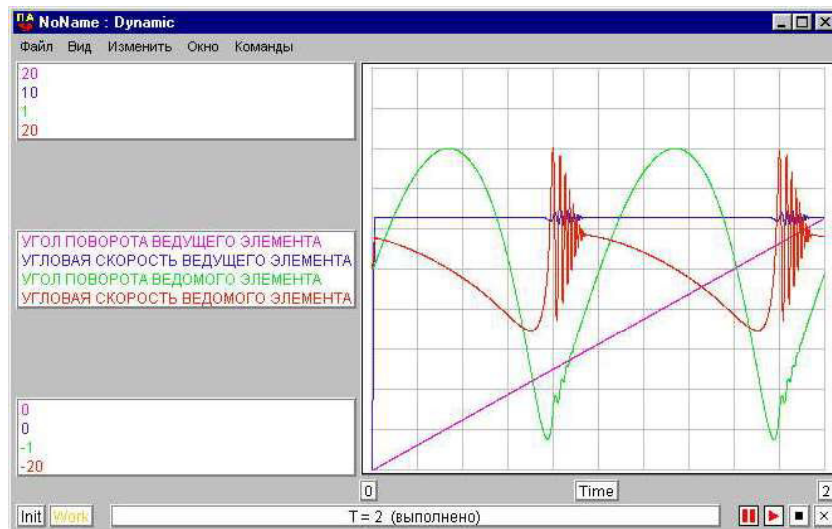 ПА NoName : Dynamic
Файл Вид Изменить Окно Команды
20
10
1
20
УГОЛ ПОВОРОТА ВЕДУЩЕГО ЭЛЕМЕНТА
УГЛОВАЯ СКОРОСТЬ ВЕДУЩЕГО ЭЛЕМЕНТА
УГОЛ ПОВОРОТА ВЕДОМОГО ЭЛЕМЕНТА
УГЛОВАЯ СКОРОСТЬ ВЕДОМОГО ЭЛЕМЕНТА
0
0
-1
-20
0 Time 2
Init Work T = 2 (выполнено)